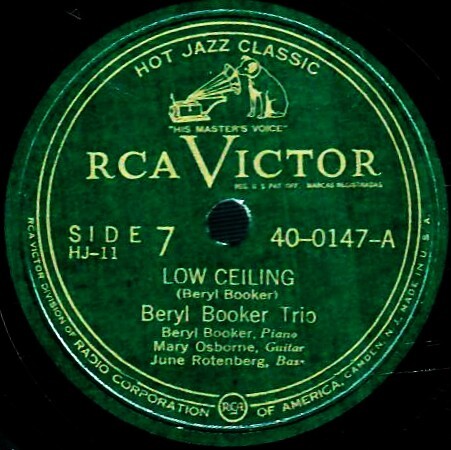 HOT JAZZ CLASSIC
"HIS MASTER'S VOICE"
RCA VICTOR
REG. U S PAT OFF. MARCAS REGISTRADAS
SIDE 7
HJ-11
40-0147-A
LOW CEILING
(Beryl Booker)
Beryl Booker Trio
Beryl Booker, Piano
Mary Osborne, Guitar
June Rotenberg, Bass
RCA VICTOR DIVISION OF RADIO CORPORATION OF AMERICA, CAMDEN, N. J. MADE IN U.S.A.
RCA